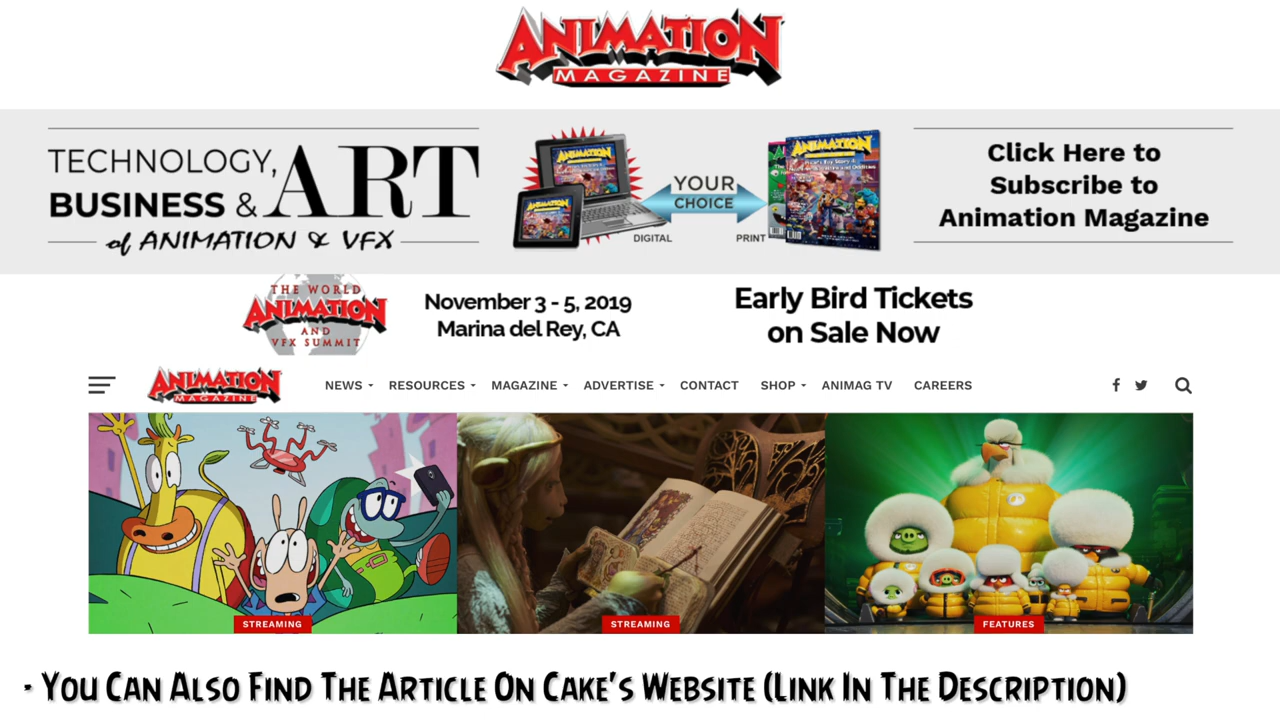 ANIMATION
MAGAZINE
TECHNOLOGY,
BUSINESS & ART
of ANIMATION & VFX
ANIMATION
ANIMATION
YOUR
CHOICE
DIGITAL
PRINT
ANIMATION
Click Here to
Subscribe to
Animation Magazine
THE WORLD
ANIMATION
AND
VFX SUMMIT
November 3 - 5, 2019
Marina del Rey, CA
Early Bird Tickets
on Sale Now
ANIMATION
MAGAZINE
NEWS RESOURCES MAGAZINE ADVERTISE CONTACT SHOP ANIMAG TV CAREERS
STREAMING
STREAMING
FEATURES
- You Can Also Find The Article On Cake's Website (Link In The Description)